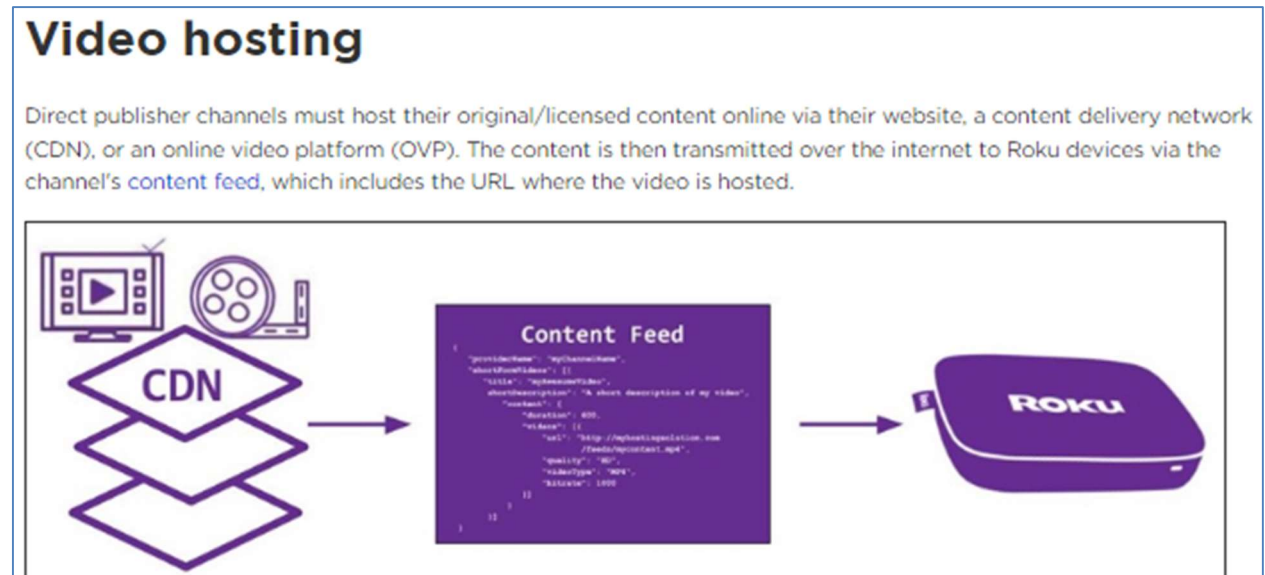 Video hosting
Direct publisher channels must host their original/licensed content online via their website, a content delivery network
(CDN), or an online video platform (OVP). The content is then transmitted over the internet to Roku devices via the
channel's content feed, which includes the URL where the video is hosted.
CDN
Content Feed
{
"providerName": "myChannelName",
"shortFormVideos": [{
"title": "myAwesomeVideo",
shortDescription": "A short description of my video",
"content": {
"duration": 600,
"videos": [{
"url": "http://myhostingsolution.com
/feeds/mycontent.mp4",
"quality": "HD",
"videoType": "MP4",
"bitrate": 1000
}]
}
}]
}
ROKU